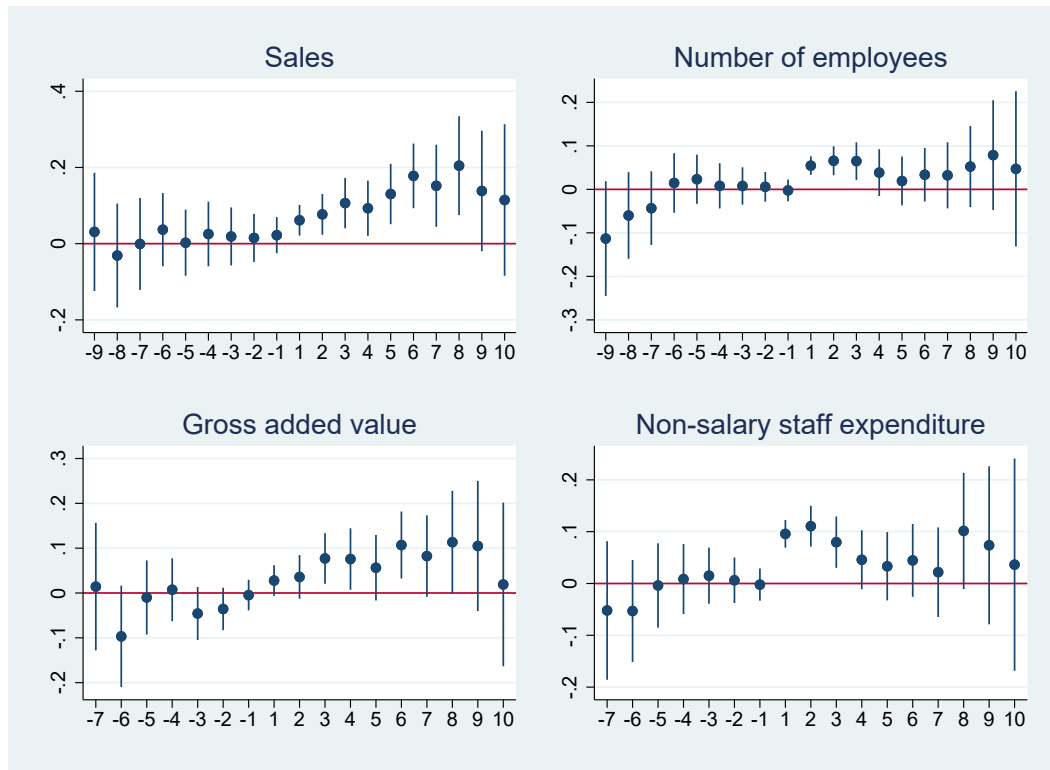 Sales
.4
.2
0
-.2
-9 -8 -7 -6 -5 -4 -3 -2 -1 1 2 3 4 5 6 7 8 9 10
Number of employees
.2
.1
0
-.1
-.2
-.3
-9 -8 -7 -6 -5 -4 -3 -2 -1 1 2 3 4 5 6 7 8 9 10
Gross added value
.3
.2
.1
0
-.1
-.2
-7 -6 -5 -4 -3 -2 -1 1 2 3 4 5 6 7 8 9 10
Non-salary staff expenditure
.2
.1
0
-.1
-.2
-7 -6 -5 -4 -3 -2 -1 1 2 3 4 5 6 7 8 9 10